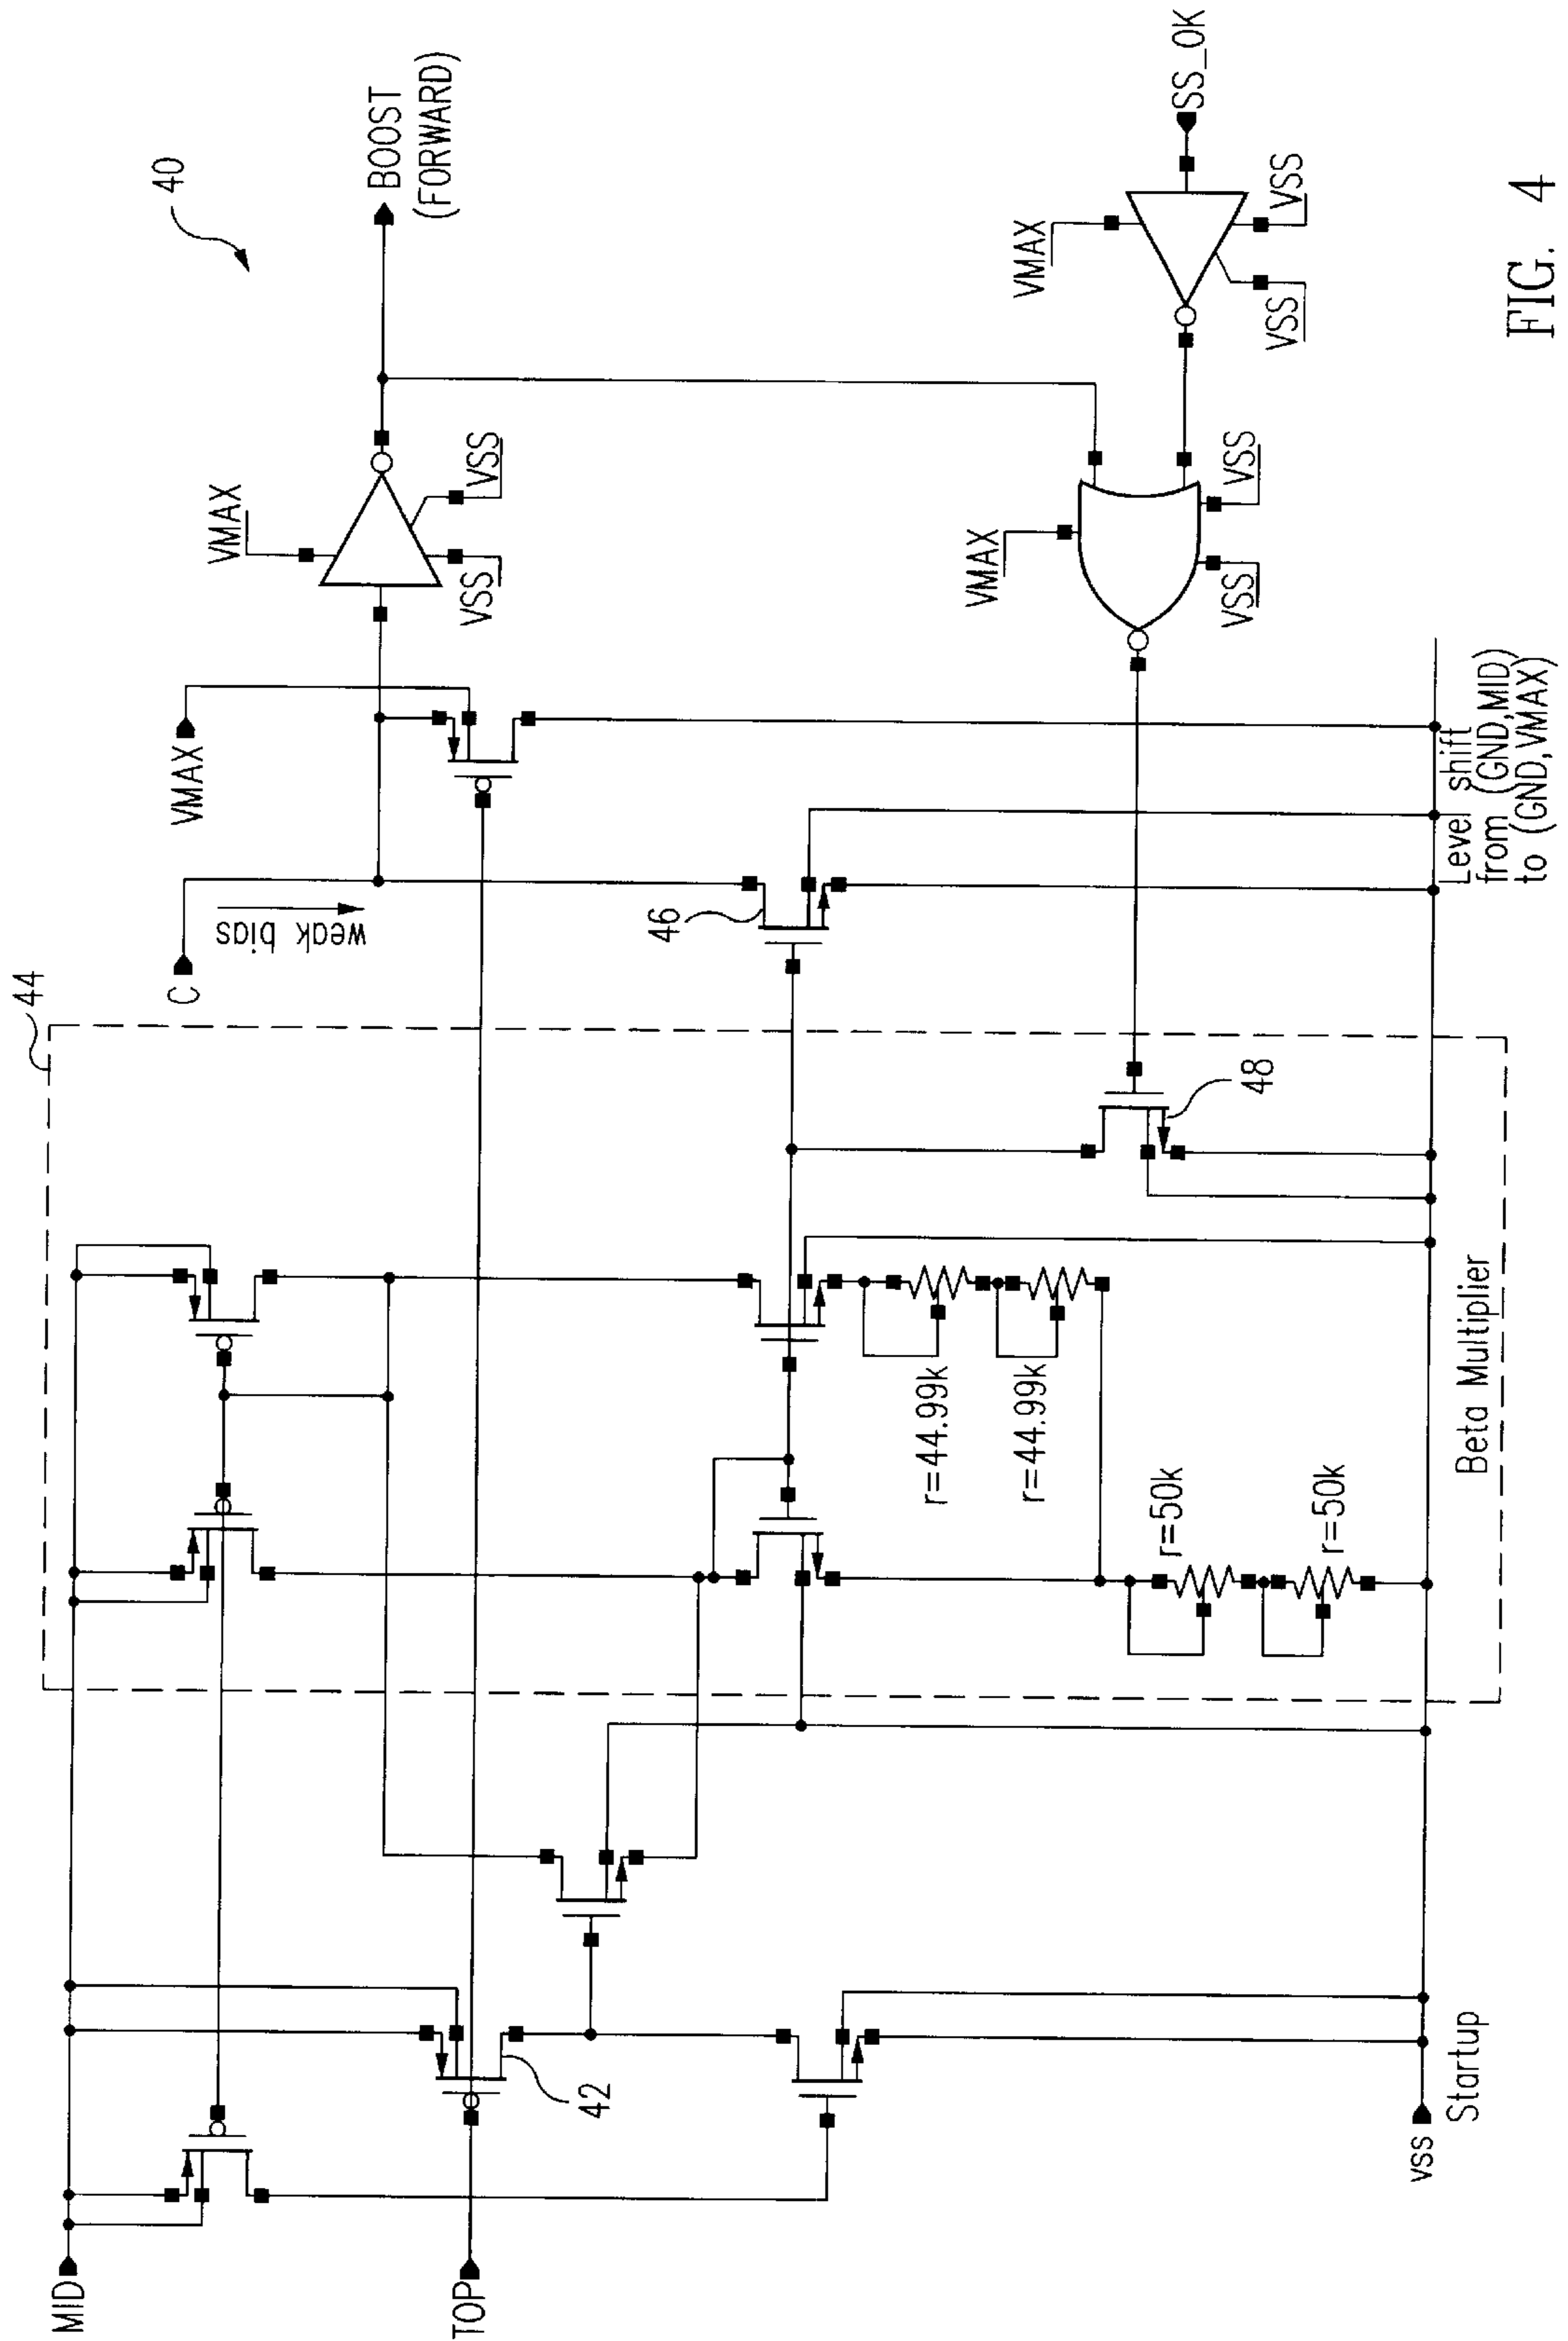 40
44
MID
TOP
42
C
weak bias
VMAX
VMAX
VSS
VSS
BOOST
(FORWARD)
46
48
r=44.99k
r=44.99k
r=50k
r=50k
Beta Multiplier
VMAX
VSS
VSS
VMAX
VSS
VSS
SS_OK
vss
Startup
Level shift
from (GND,MID)
to (GND,VMAX)
FIG. 4